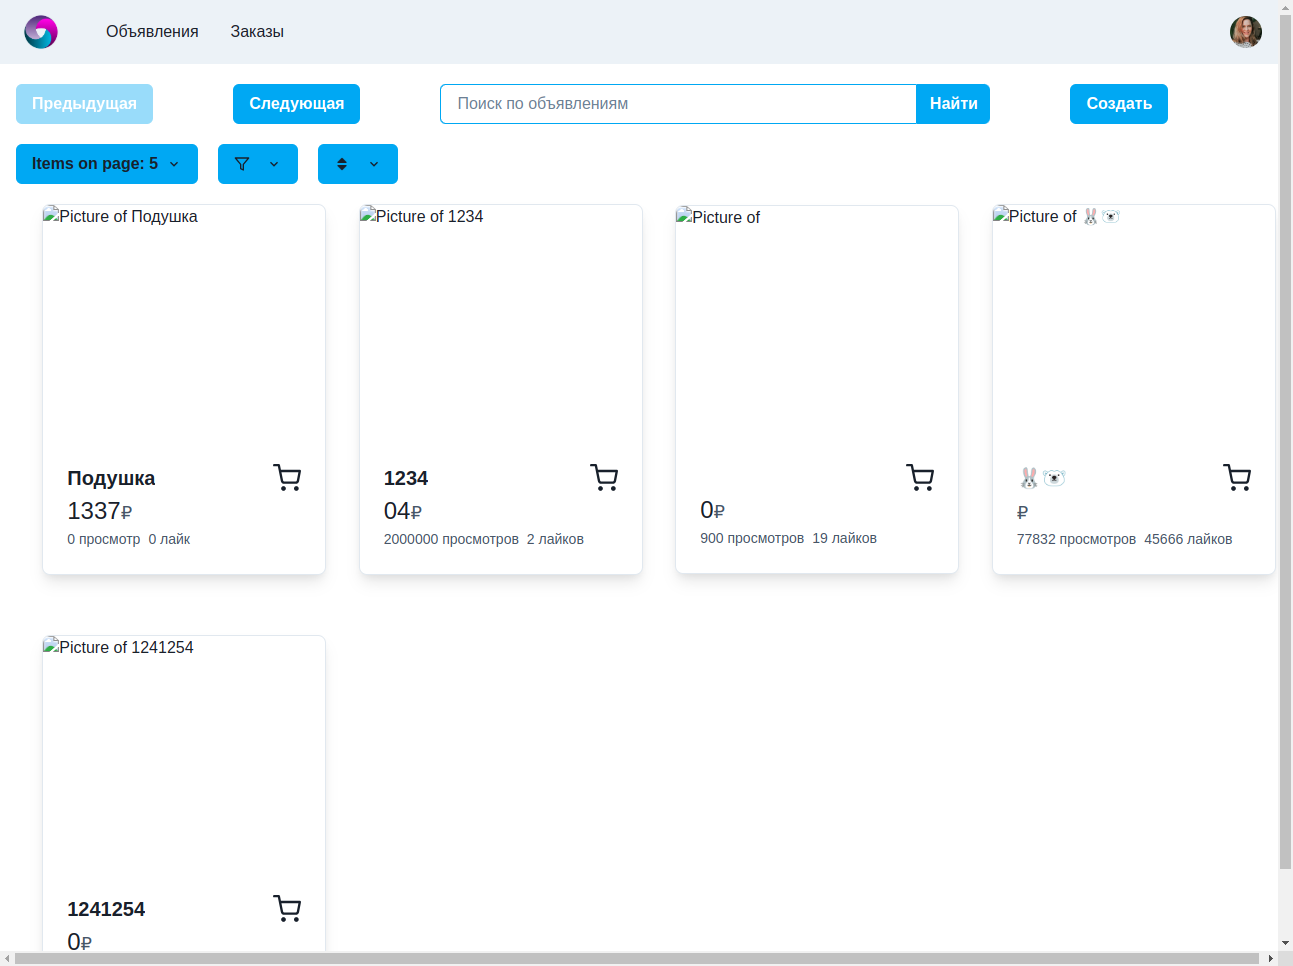 Объявления Заказы
Предыдущая Следующая Поиск по объявлениям Найти Создать
Items on page: 5
Picture of Подушка
Picture of 1234
Picture of
Picture of 🐰🐻‍❄️
Подушка
1337₽
0 просмотр 0 лайк
1234
04₽
2000000 просмотров 2 лайков
0₽
900 просмотров 19 лайков
🐰🐻‍❄️
₽
77832 просмотров 45666 лайков
Picture of 1241254
1241254
0₽